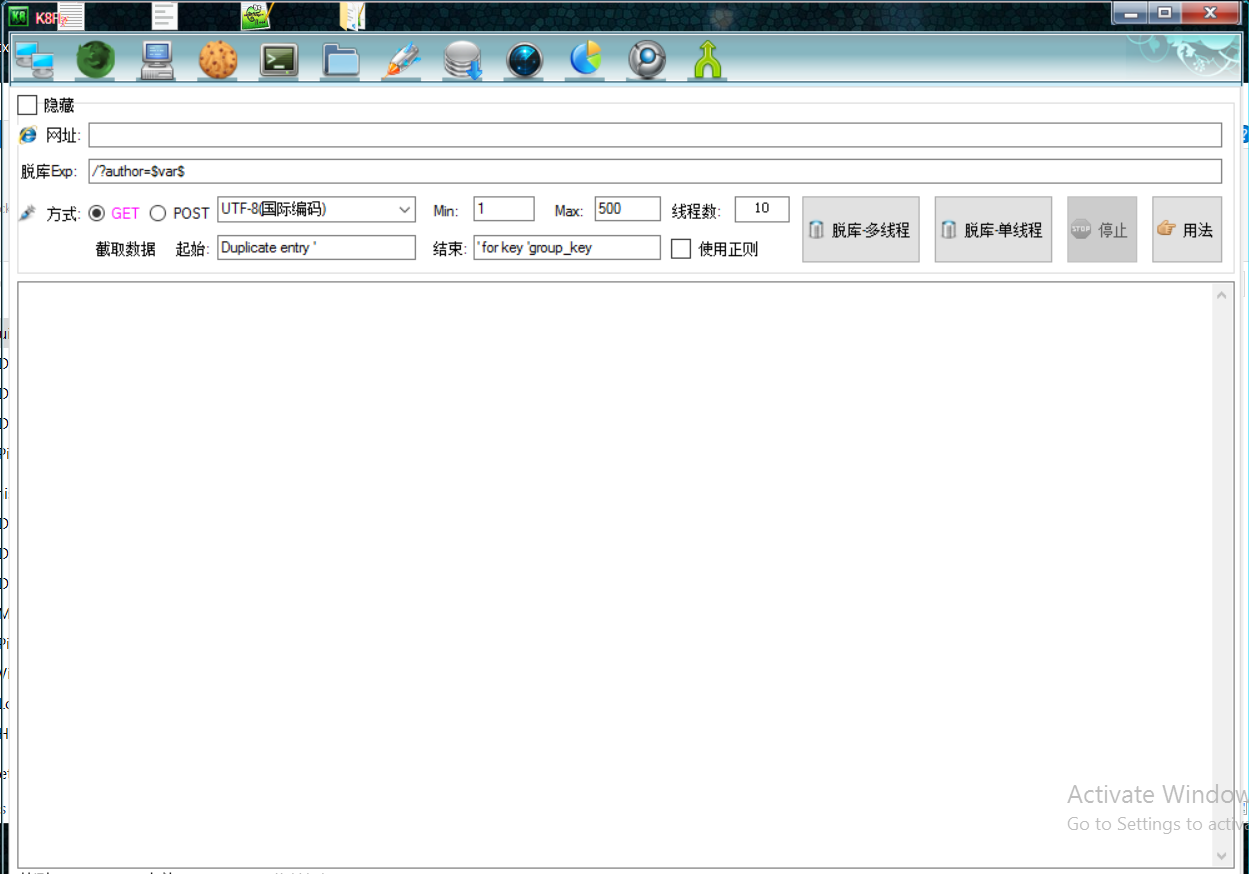 K8
隐藏
网址:
脱库Exp: /?author=$var$
方式: GET POST UTF-8(国际编码) Min: 1 Max: 500 线程数: 10 脱库-多线程 脱库-单线程 STOP 停止 用法
截取数据 起始: Duplicate entry ' 结束: ' for key 'group_key 使用正则
Activate Window
Go to Settings to activ